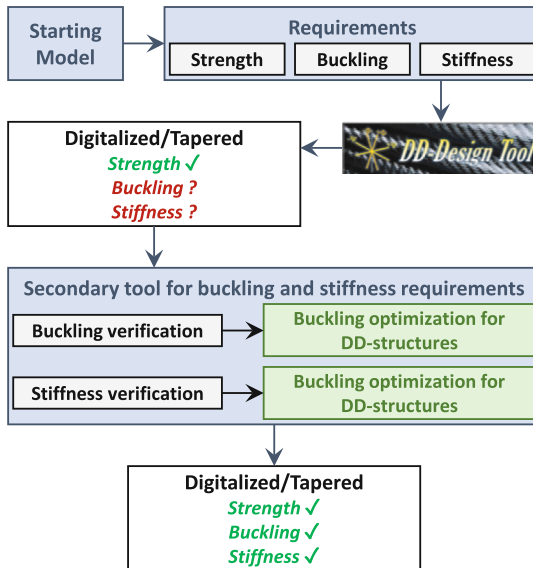 Starting
Model
Requirements
Strength
Buckling
Stiffness
DD-Design Tool
Digitalized/Tapered
Strength ✓
Buckling ?
Stiffness ?
Secondary tool for buckling and stiffness requirements
Buckling verification
Buckling optimization for
DD-structures
Stiffness verification
Buckling optimization for
DD-structures
Digitalized/Tapered
Strength ✓
Buckling ✓
Stiffness ✓